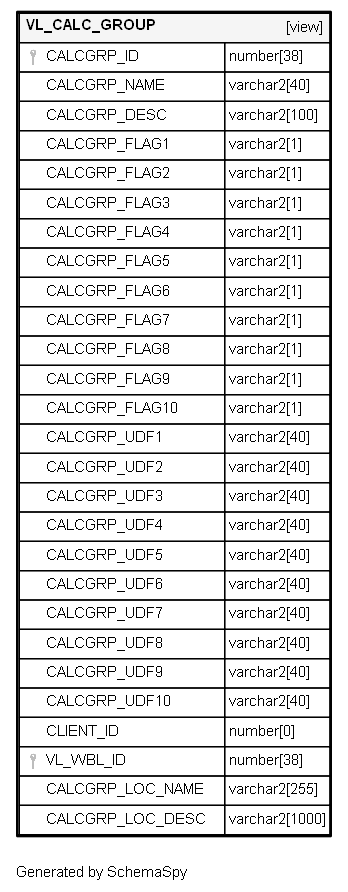 VL_CALC_GROUP [view]
CALCGRP_ID number[38]
CALCGRP_NAME varchar2[40]
CALCGRP_DESC varchar2[100]
CALCGRP_FLAG1 varchar2[1]
CALCGRP_FLAG2 varchar2[1]
CALCGRP_FLAG3 varchar2[1]
CALCGRP_FLAG4 varchar2[1]
CALCGRP_FLAG5 varchar2[1]
CALCGRP_FLAG6 varchar2[1]
CALCGRP_FLAG7 varchar2[1]
CALCGRP_FLAG8 varchar2[1]
CALCGRP_FLAG9 varchar2[1]
CALCGRP_FLAG10 varchar2[1]
CALCGRP_UDF1 varchar2[40]
CALCGRP_UDF2 varchar2[40]
CALCGRP_UDF3 varchar2[40]
CALCGRP_UDF4 varchar2[40]
CALCGRP_UDF5 varchar2[40]
CALCGRP_UDF6 varchar2[40]
CALCGRP_UDF7 varchar2[40]
CALCGRP_UDF8 varchar2[40]
CALCGRP_UDF9 varchar2[40]
CALCGRP_UDF10 varchar2[40]
CLIENT_ID number[0]
VL_WBL_ID number[38]
CALCGRP_LOC_NAME varchar2[255]
CALCGRP_LOC_DESC varchar2[1000]
Generated by SchemaSpy